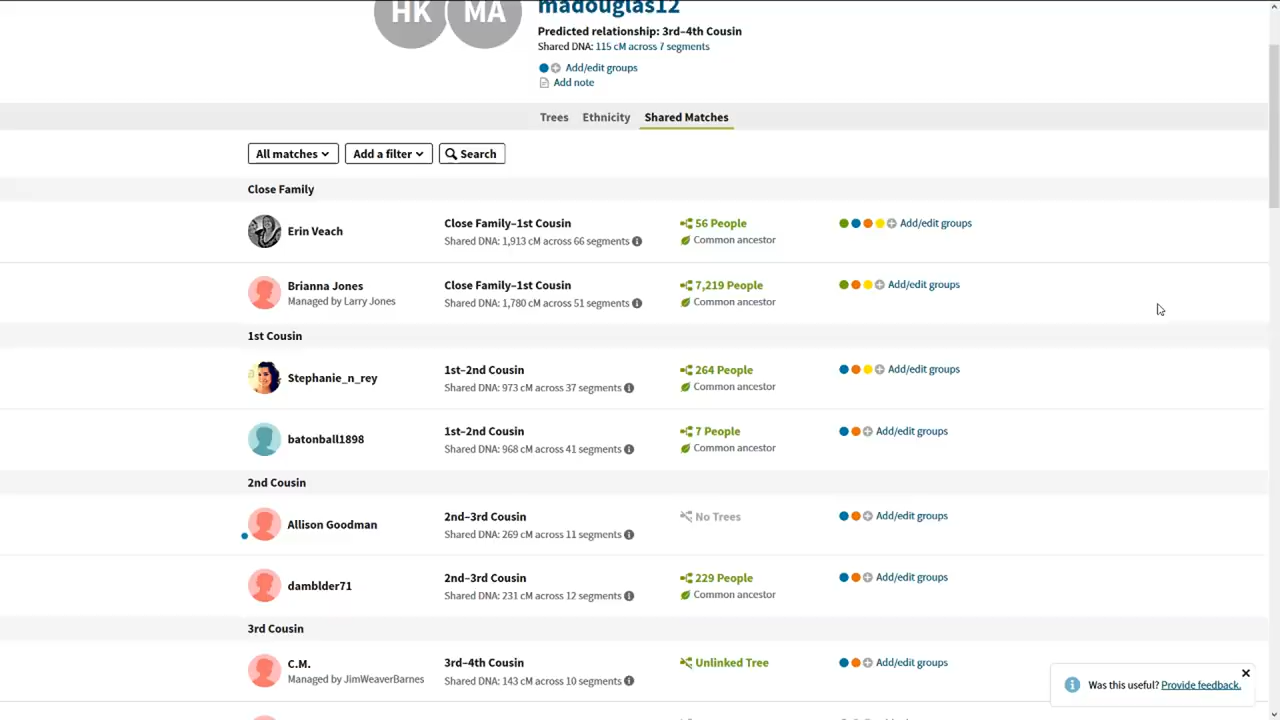 HK MA
madouglas12
Predicted relationship: 3rd–4th Cousin
Shared DNA: 115 cM across 7 segments
Add/edit groups
Add note
Trees Ethnicity Shared Matches
All matches Add a filter Search
Close Family
Erin Veach
Close Family–1st Cousin
Shared DNA: 1,913 cM across 66 segments
56 People
Common ancestor
Add/edit groups
Brianna Jones
Managed by Larry Jones
Close Family–1st Cousin
Shared DNA: 1,780 cM across 51 segments
7,219 People
Common ancestor
Add/edit groups
1st Cousin
Stephanie_n_rey
1st–2nd Cousin
Shared DNA: 973 cM across 37 segments
264 People
Common ancestor
Add/edit groups
batonball1898
1st–2nd Cousin
Shared DNA: 968 cM across 41 segments
7 People
Common ancestor
Add/edit groups
2nd Cousin
Allison Goodman
2nd–3rd Cousin
Shared DNA: 269 cM across 11 segments
No Trees
Add/edit groups
damblder71
2nd–3rd Cousin
Shared DNA: 231 cM across 12 segments
229 People
Common ancestor
Add/edit groups
3rd Cousin
C.M.
Managed by JimWeaverBarnes
3rd–4th Cousin
Shared DNA: 143 cM across 10 segments
Unlinked Tree
Add/edit groups
Was this useful? Provide feedback.